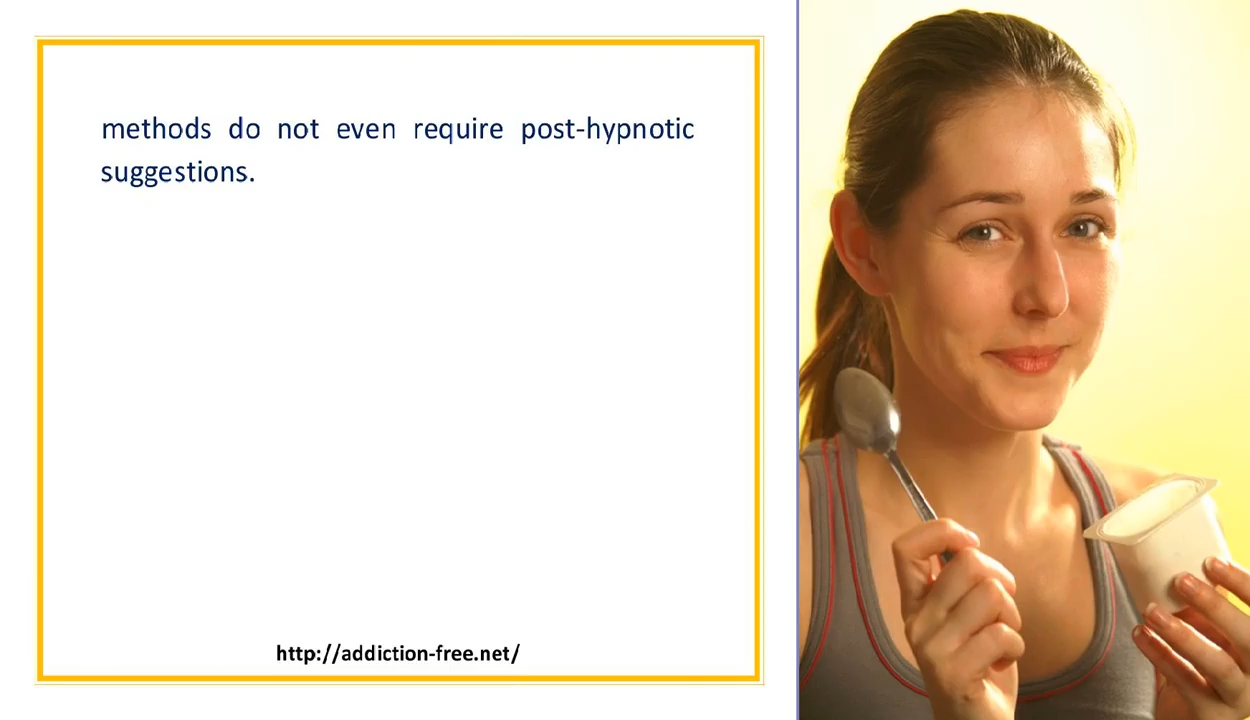 methods do not even require post-hypnotic
suggestions.
http://addiction-free.net/